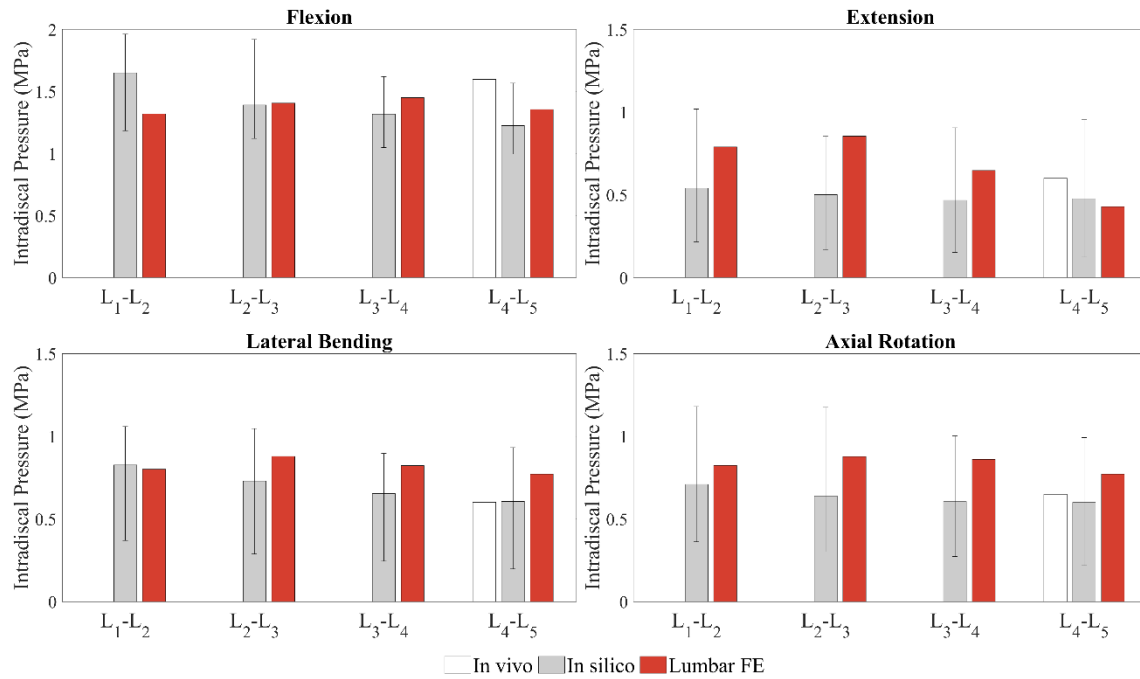 Flexion
Intradiscal Pressure (MPa)
2
1.5
1
0.5
0
L₁-L₂ L₂-L₃ L₃-L₄ L₄-L₅
Extension
Intradiscal Pressure (MPa)
1.5
1
0.5
0
L₁-L₂ L₂-L₃ L₃-L₄ L₄-L₅
Lateral Bending
Intradiscal Pressure (MPa)
1.5
1
0.5
0
L₁-L₂ L₂-L₃ L₃-L₄ L₄-L₅
Axial Rotation
Intradiscal Pressure (MPa)
1.5
1
0.5
0
L₁-L₂ L₂-L₃ L₃-L₄ L₄-L₅
In vivo In silico Lumbar FE